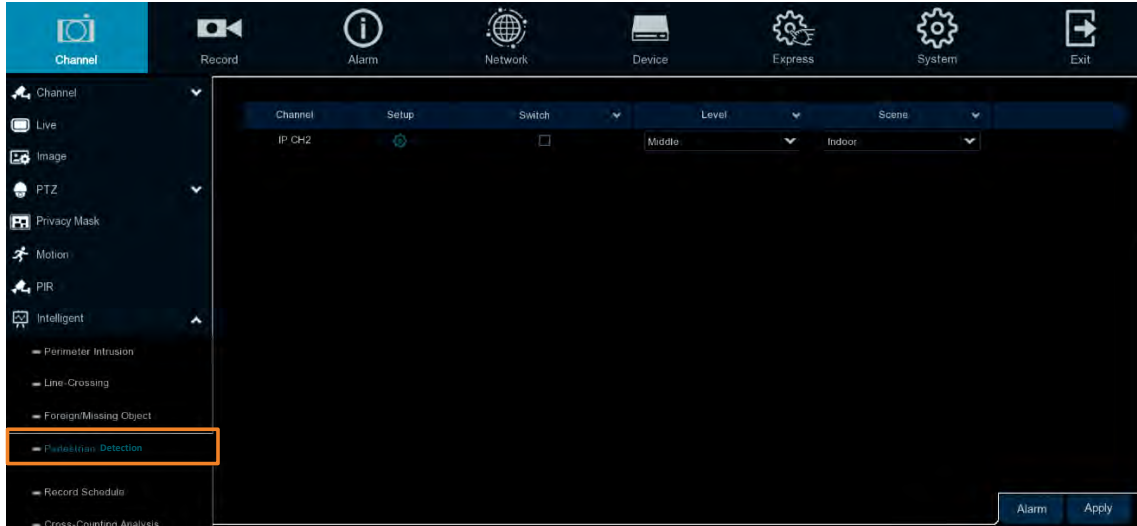 Channel Record Alarm Network Device Express System Exit
Channel
Live
Image
PTZ
Privacy Mask
Motion
PIR
Intelligent
Perimeter Intrusion
Line-Crossing
Foreign/Missing Object
Pedestrian Detection
Record Schedule
Cross-Counting Analysis
Channel Setup Switch Level Scene
IP CH2 Middle Indoor
Alarm Apply